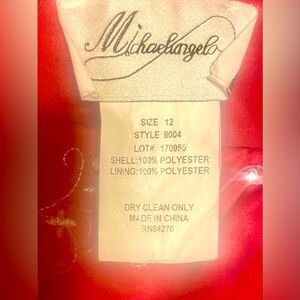 Michaelangelo
SIZE 12
STYLE 8004
LOT# 170950
SHELL:100% POLYESTER
LINING:100% POLYESTER
DRY CLEAN ONLY
MADE IN CHINA
RN84270